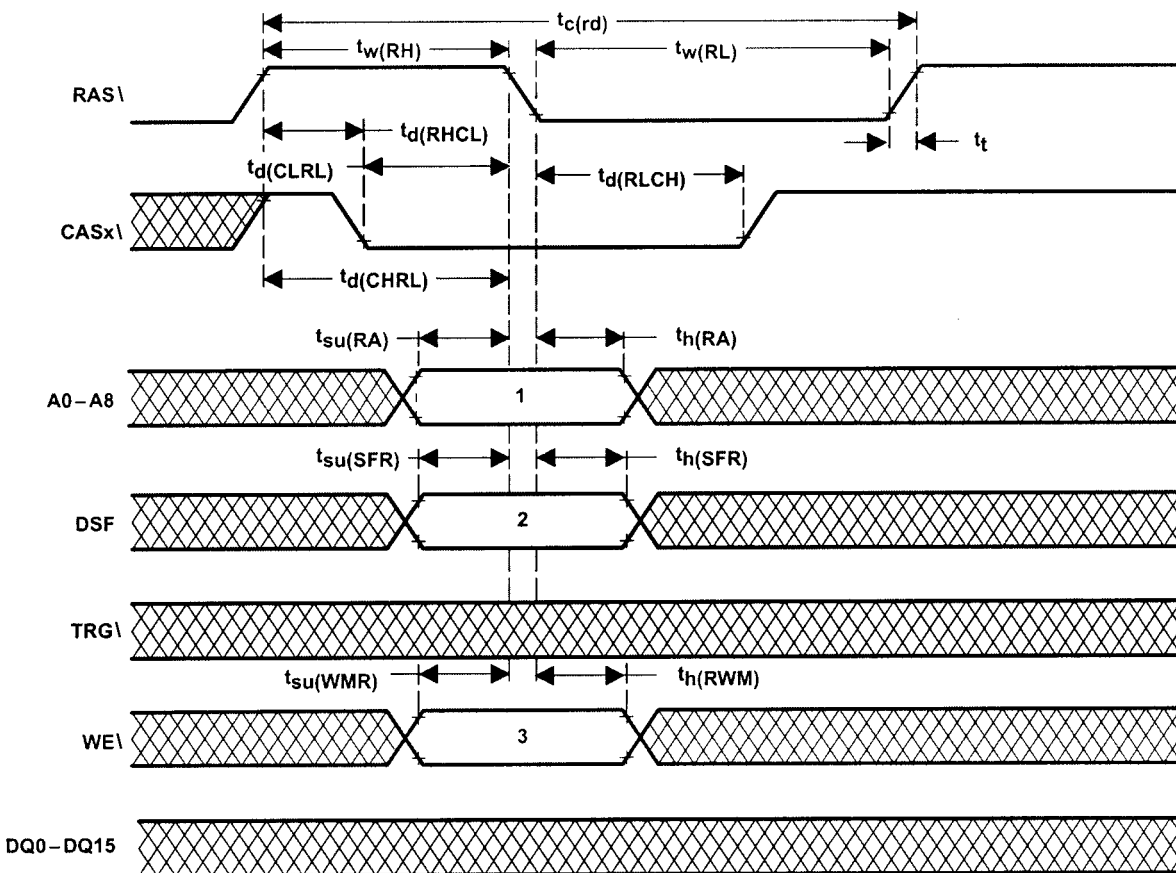 tc(rd)
tw(RH) tw(RL)
RAS\
td(RHCL) tt
td(CLRL) td(RLCH)
CASx\
td(CHRL)
tsu(RA) th(RA)
A0–A8 1
tsu(SFR) th(SFR)
DSF 2
TRG\
tsu(WMR) th(RWM)
WE\ 3
DQ0–DQ15